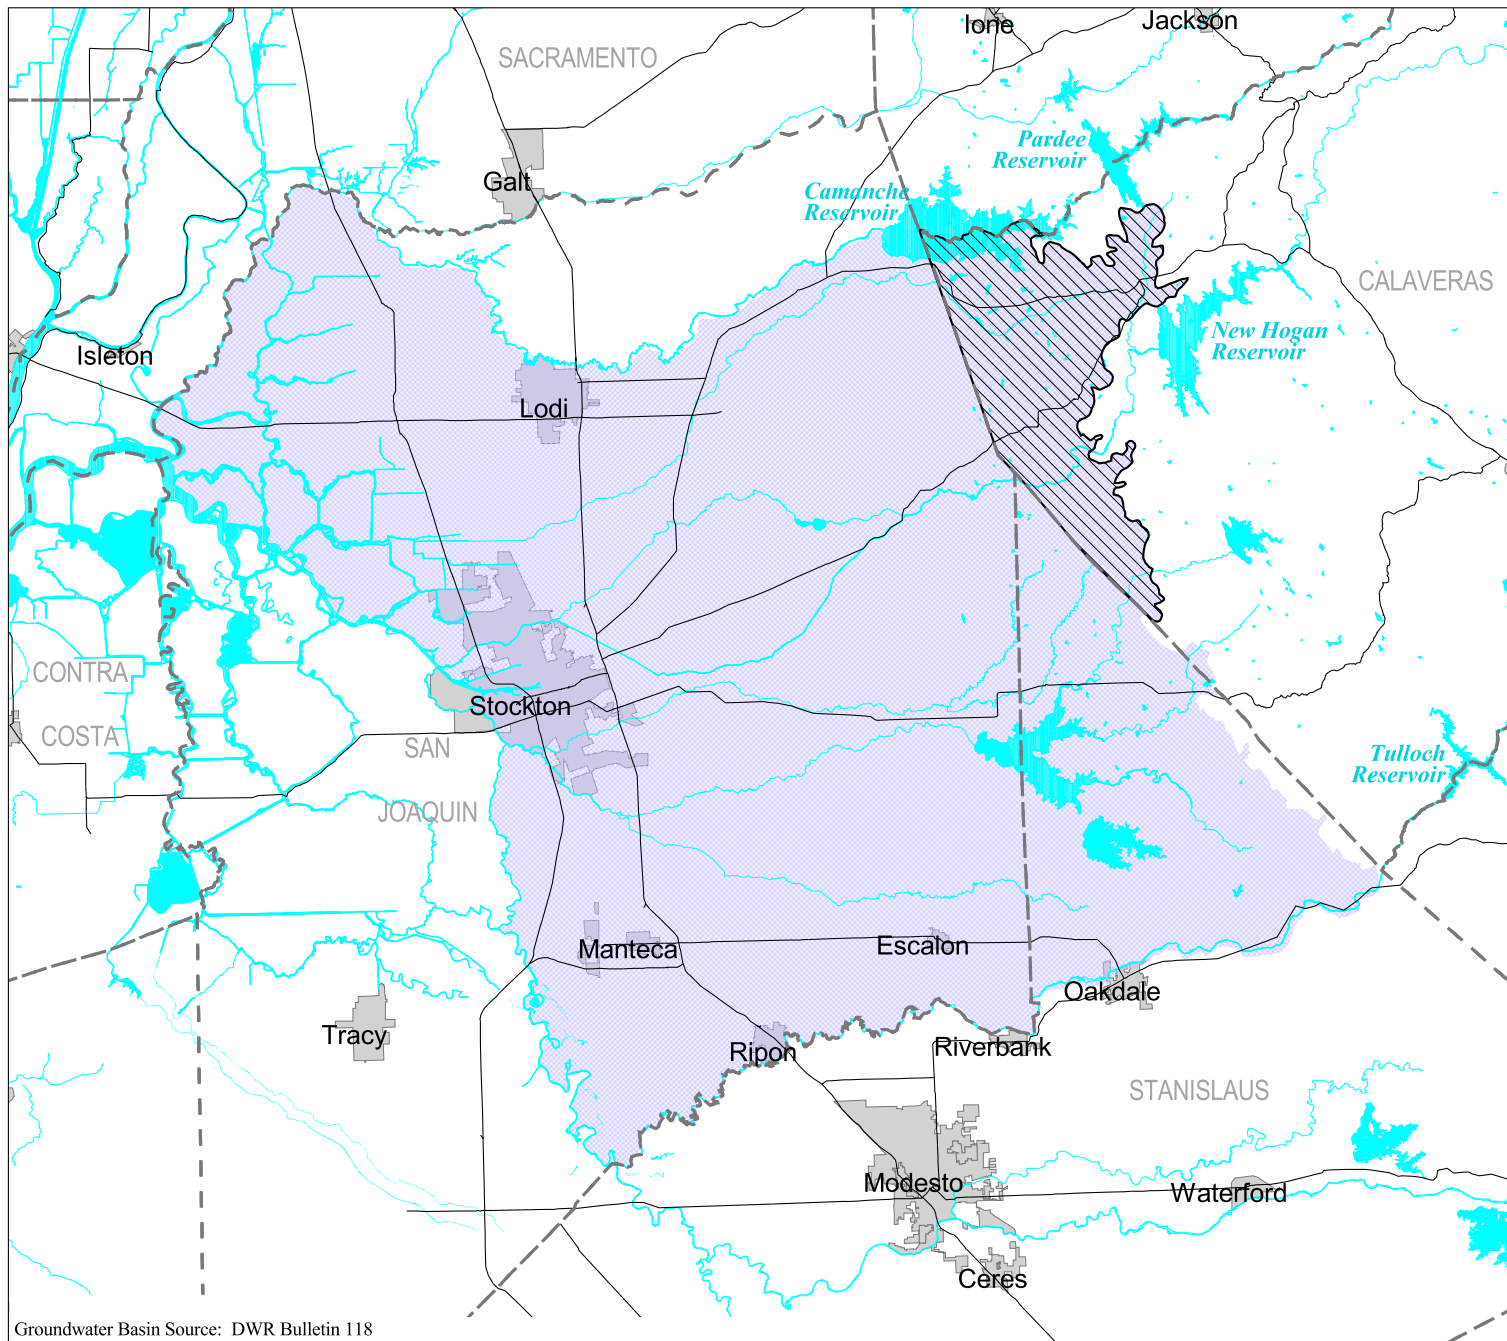 Ione
Jackson
SACRAMENTO
Pardee
Reservoir
Galt
Camanche
Reservoir
CALAVERAS
New Hogan
Reservoir
Isleton
Lodi
CONTRA
COSTA
Stockton
SAN
JOAQUIN
Tulloch
Reservoir
Manteca
Escalon
Oakdale
Tracy
Ripon
Riverbank
STANISLAUS
Modesto
Waterford
Ceres
Groundwater Basin Source: DWR Bulletin 118